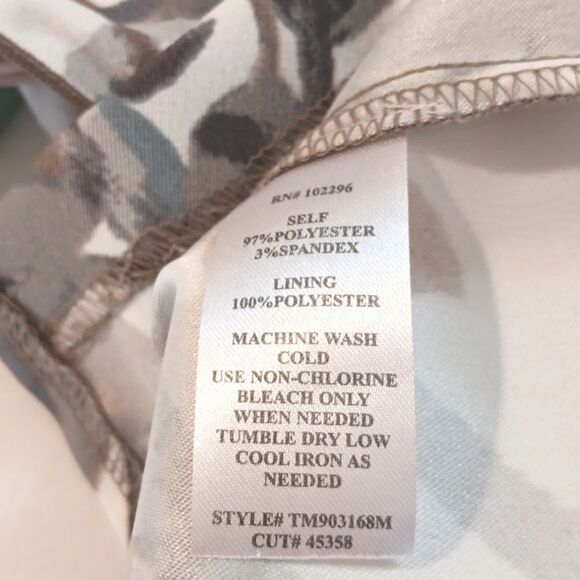 RN# 102296
SELF
97%POLYESTER
3%SPANDEX
LINING
100%POLYESTER
MACHINE WASH
COLD
USE NON-CHLORINE
BLEACH ONLY
WHEN NEEDED
TUMBLE DRY LOW
COOL IRON AS
NEEDED
STYLE# TM903168M
CUT# 45358